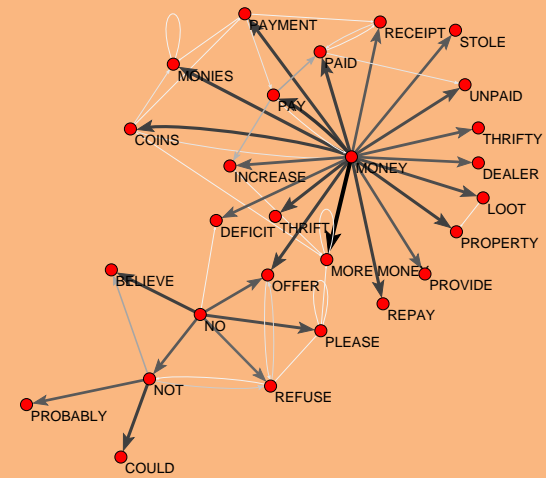 PAYMENT
RECEIPT
STOLE
PAID
MONIES
UNPAID
PAY
COINS
THRIFTY
MONEY
DEALER
INCREASE
LOOT
THRIFT
DEFICIT
PROPERTY
MORE MONEY
BELIEVE
OFFER
PROVIDE
REPAY
NO
PLEASE
NOT
REFUSE
PROBABLY
COULD